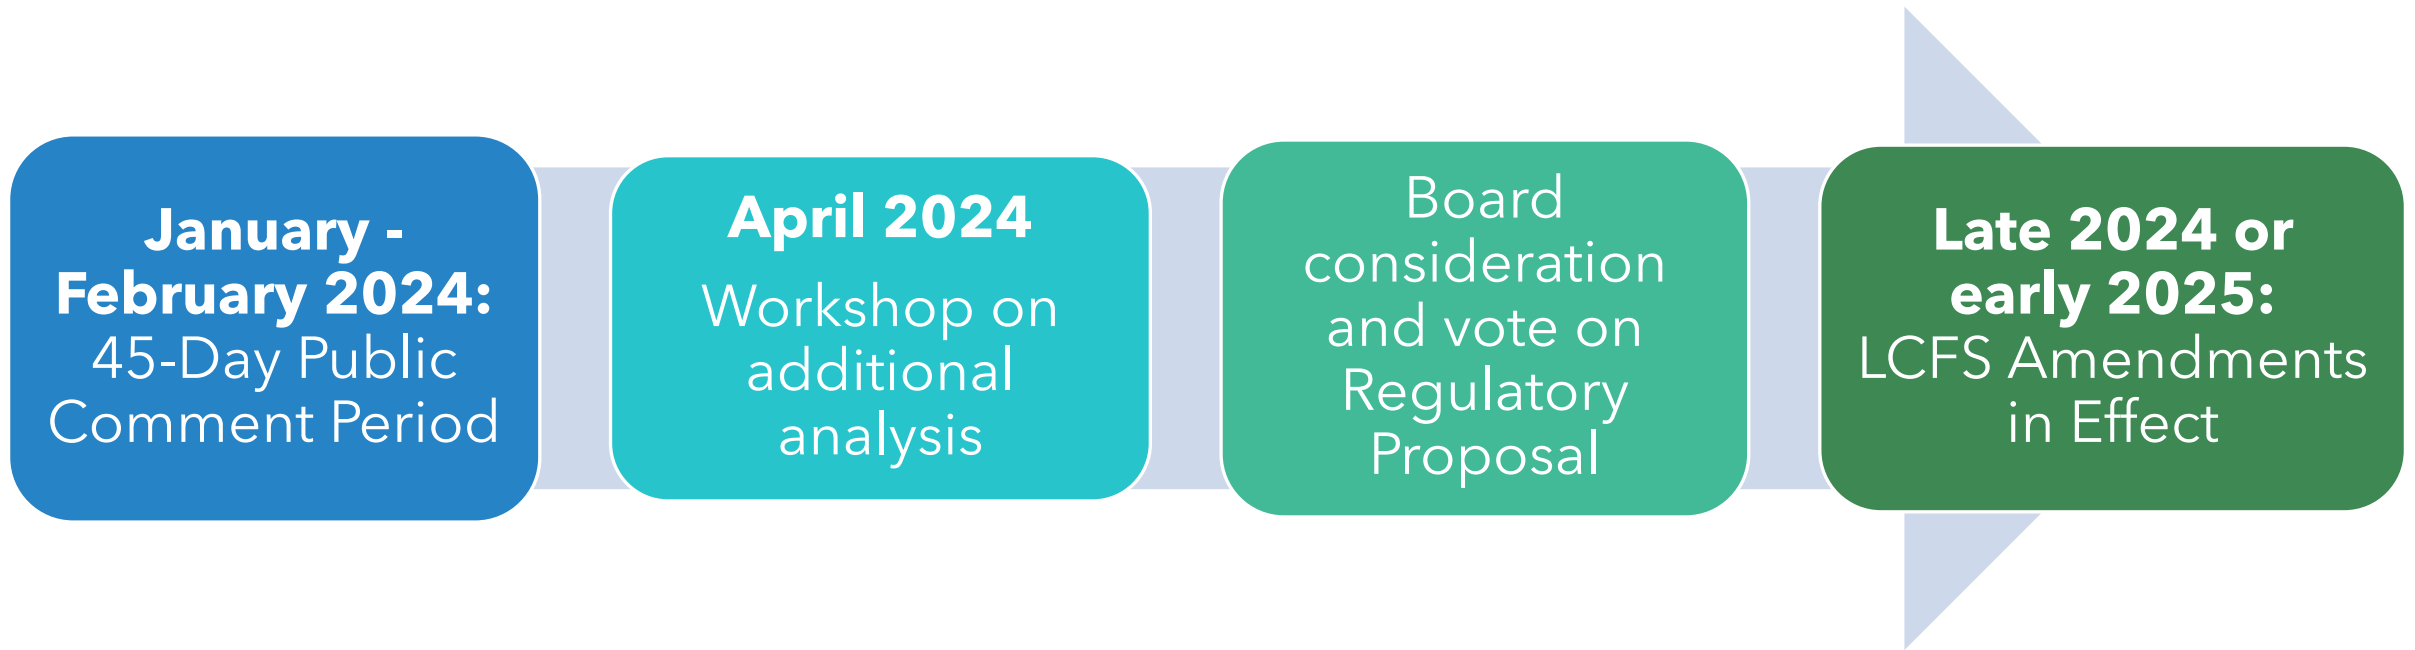 January -
February 2024:
45-Day Public
Comment Period
April 2024
Workshop on
additional
analysis
Board
consideration
and vote on
Regulatory
Proposal
Late 2024 or
early 2025:
LCFS Amendments
in Effect